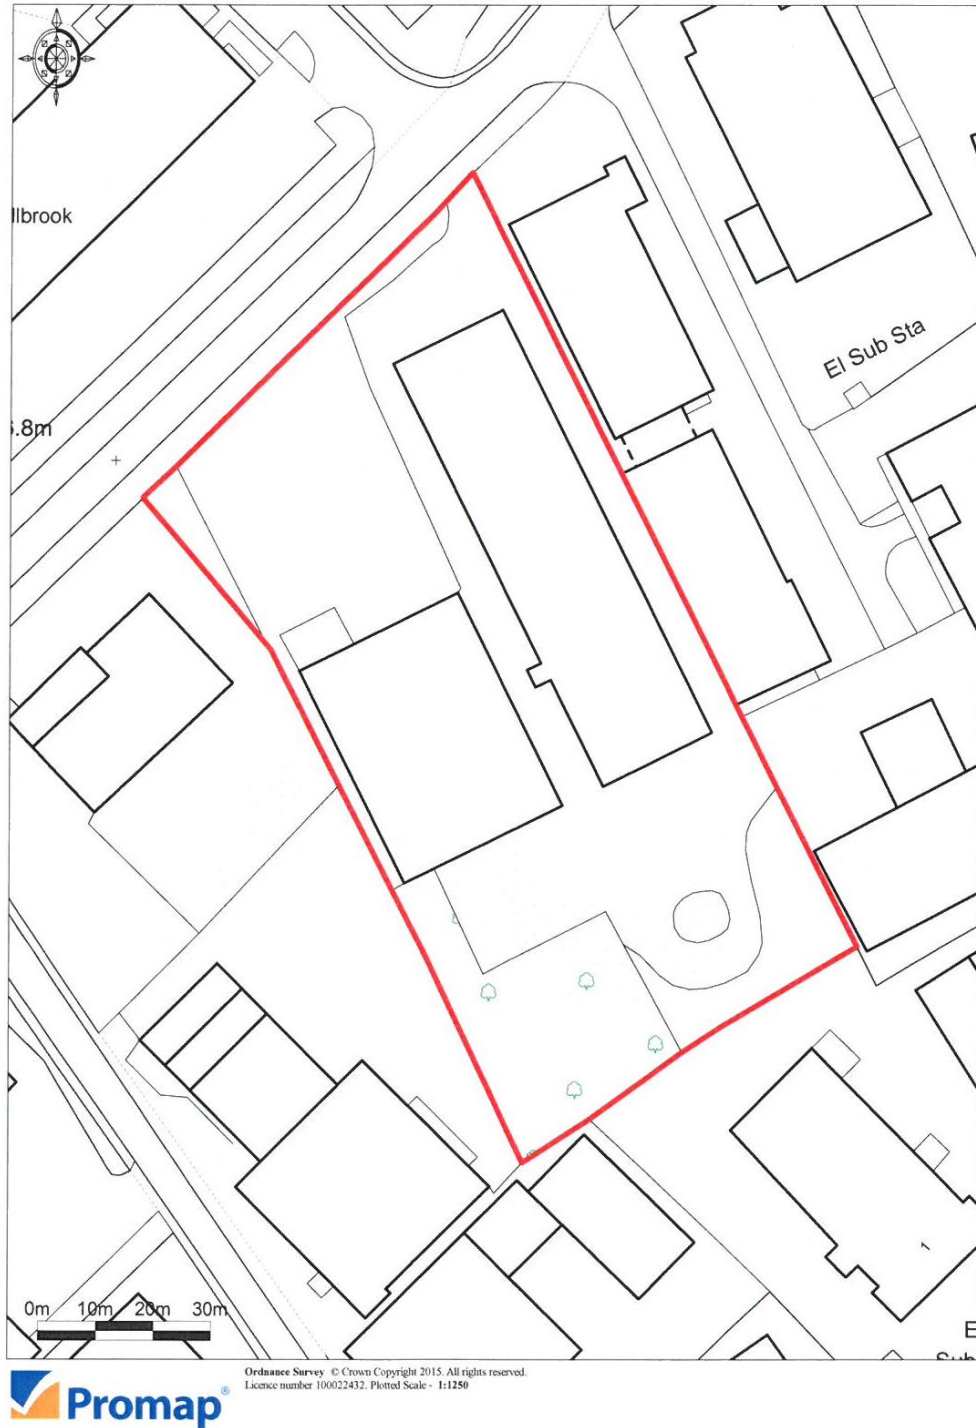 llbrook
El Sub Sta
.8m
1
0m 10m 20m 30m
E
Promap®
Ordnance Survey © Crown Copyright 2015. All rights reserved.
Licence number 100022432. Plotted Scale - 1:1250